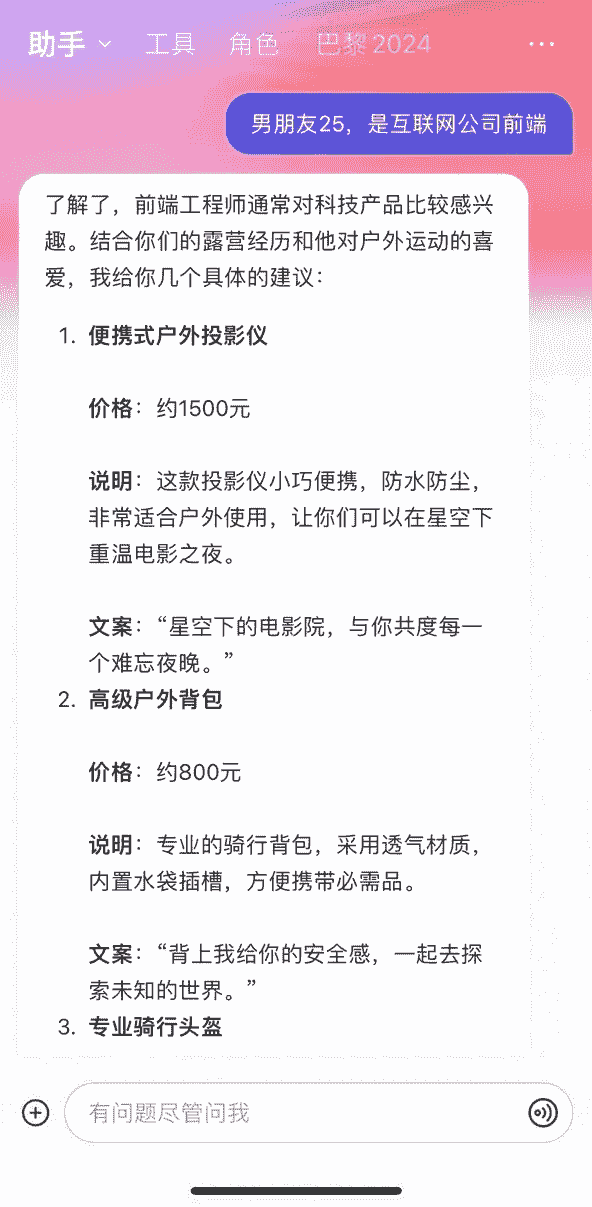 助手 工具 角色 巴黎2024
男朋友25，是互联网公司前端
了解了，前端工程师通常对科技产品比较感兴
趣。结合你们的露营经历和他对户外运动的喜
爱，我给你几个具体的建议：
1. 便携式户外投影仪
价格：约1500元
说明：这款投影仪小巧便携，防水防尘，
非常适合户外使用，让你们可以在星空下
重温电影之夜。
文案：“星空下的电影院，与你共度每一
个难忘夜晚。”
2. 高级户外背包
价格：约800元
说明：专业的骑行背包，采用透气材质，
内置水袋插槽，方便携带必需品。
文案：“背上我给你的安全感，一起去探
索未知的世界。”
3. 专业骑行头盔
有问题尽管问我